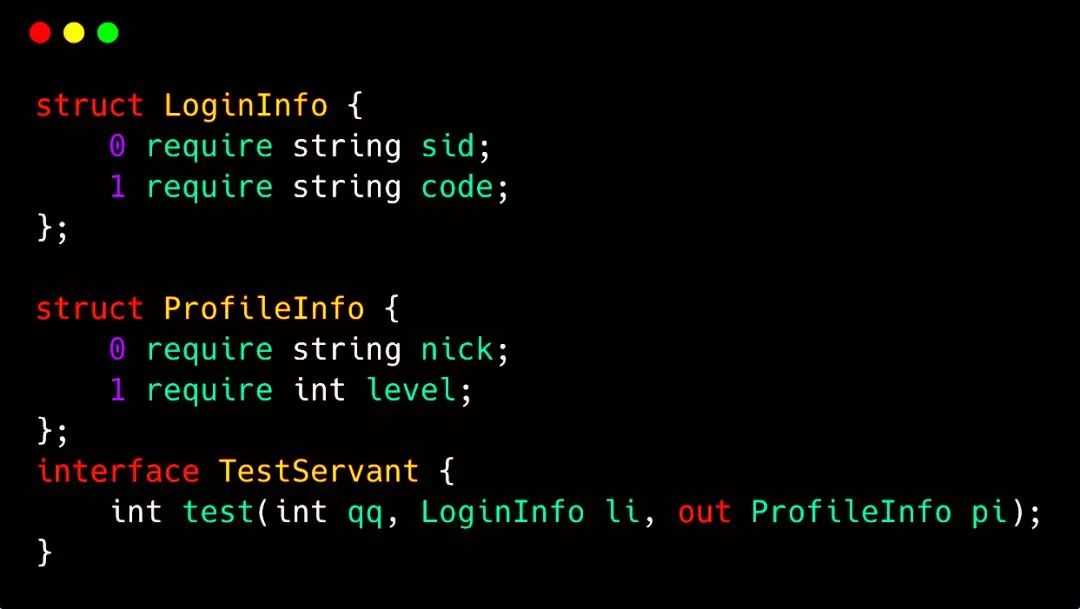 struct LoginInfo {
    0 require string sid;
    1 require string code;
};

struct ProfileInfo {
    0 require string nick;
    1 require int level;
};
interface TestServant {
    int test(int qq, LoginInfo li, out ProfileInfo pi);
}